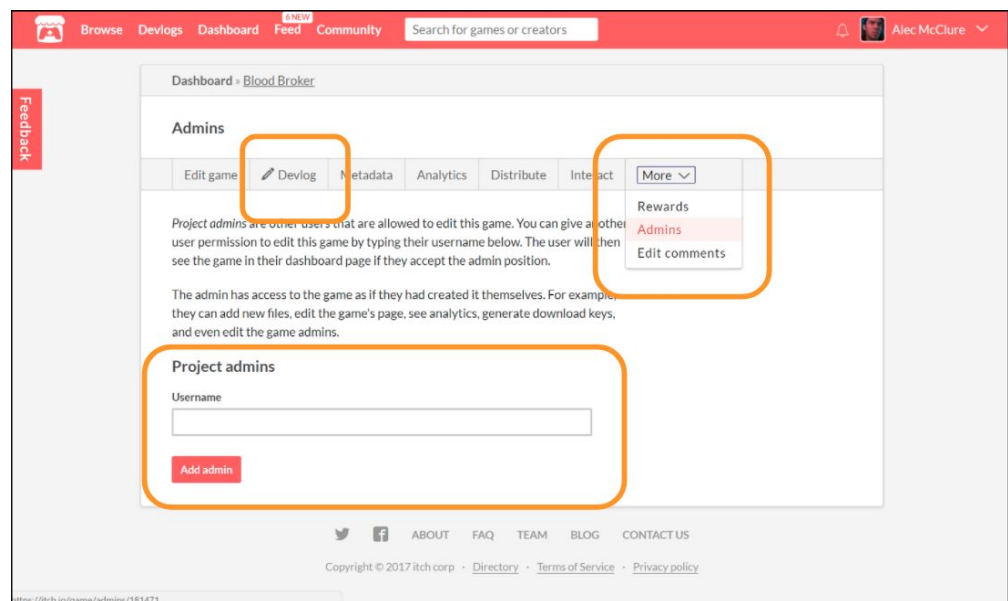 6 NEW
Browse Devlogs Dashboard Feed Community Search for games or creators Alec McClure
Feedback
Dashboard » Blood Broker
Admins
Edit game Devlog Metadata Analytics Distribute Interact More
Rewards
Admins
Edit comments
Project admins are other users that are allowed to edit this game. You can give another
user permission to edit this game by typing their username below. The user will then
see the game in their dashboard page if they accept the admin position.
The admin has access to the game as if they had created it themselves. For example,
they can add new files, edit the game's page, see analytics, generate download keys,
and even edit the game admins.
Project admins
Username
Add admin
ABOUT FAQ TEAM BLOG CONTACT US
Copyright © 2017 itch corp · Directory · Terms of Service · Privacy policy
https://itch.io/game/admins/181471